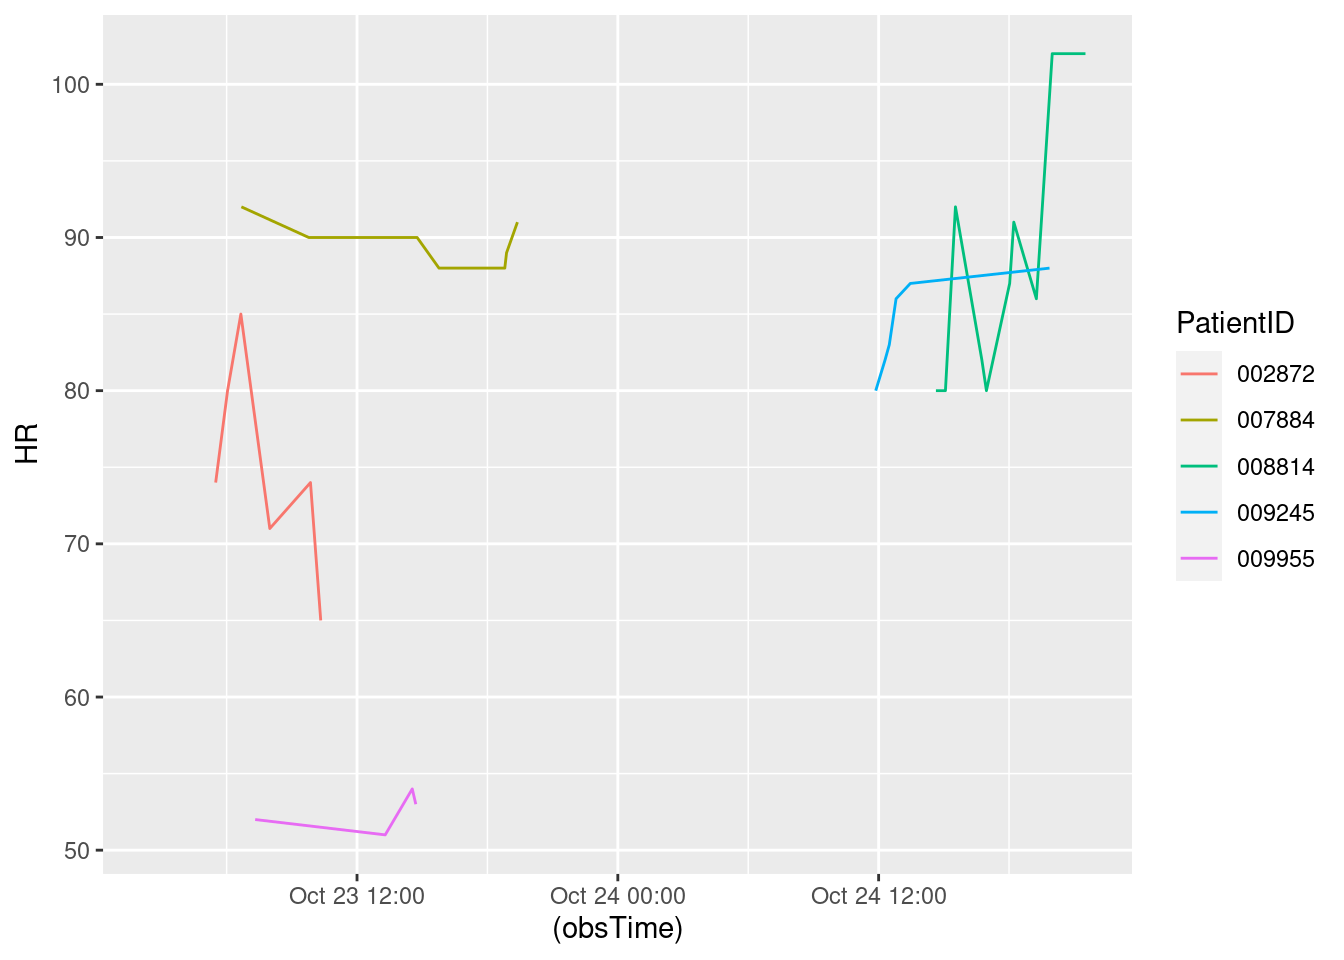 100
90
80
70
60
50
HR
Oct 23 12:00
Oct 24 00:00
Oct 24 12:00
(obsTime)
PatientID
002872
007884
008814
009245
009955